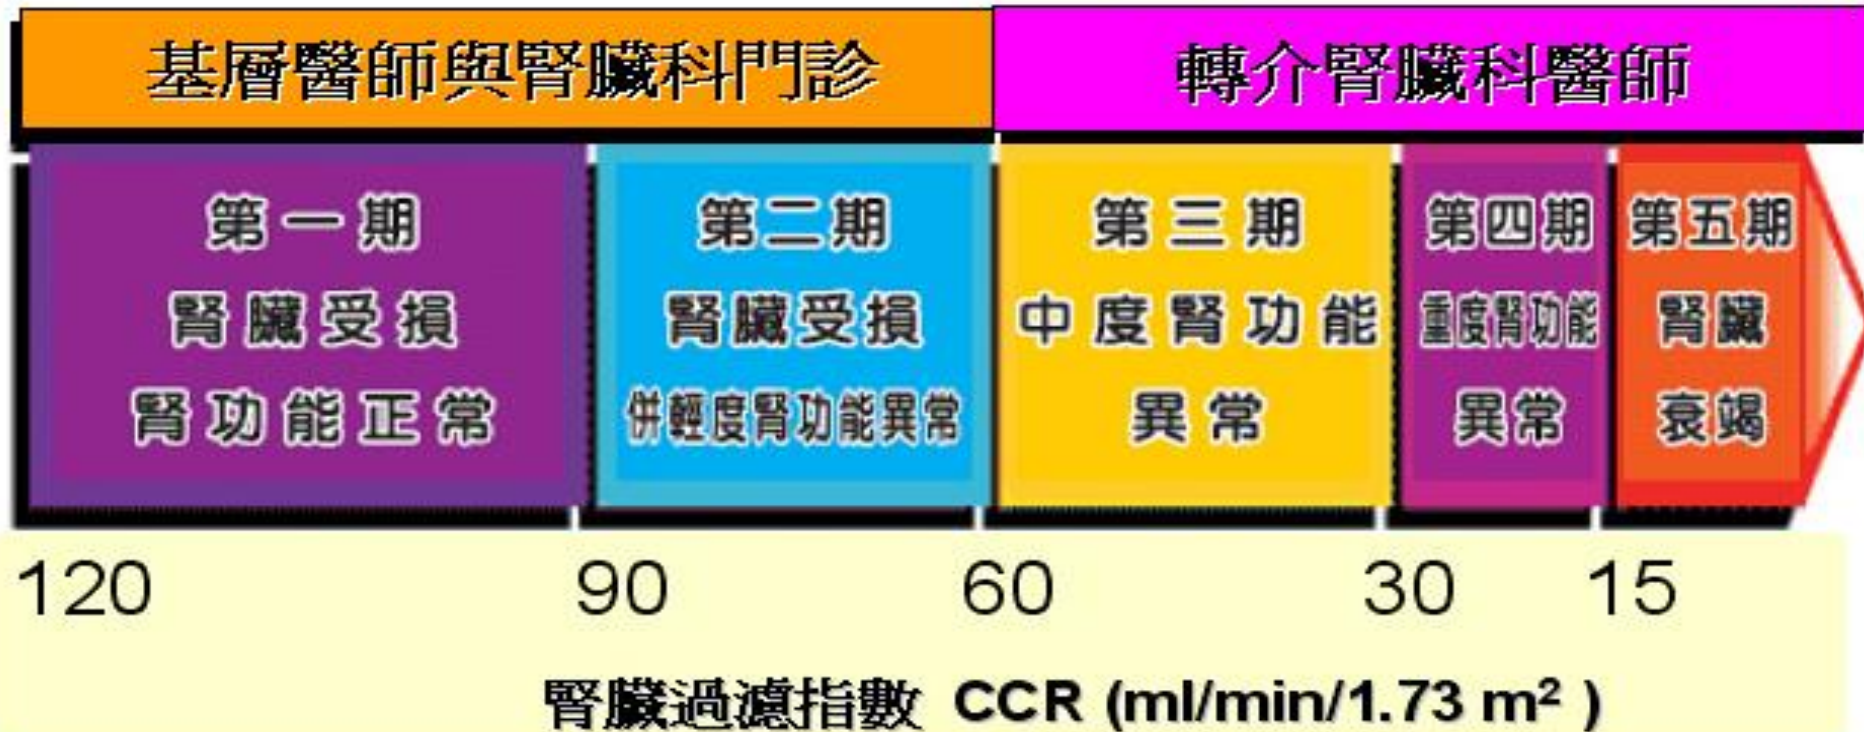 基層醫師與腎臟科門診
轉介腎臟科醫師
第一期
腎臟受損
腎功能正常
第二期
腎臟受損
併輕度腎功能異常
第三期
中度腎功能
異常
第四期
重度腎功能
異常
第五期
腎臟
衰竭
120 90 60 30 15
腎臟過濾指數 CCR (ml/min/1.73 m² )